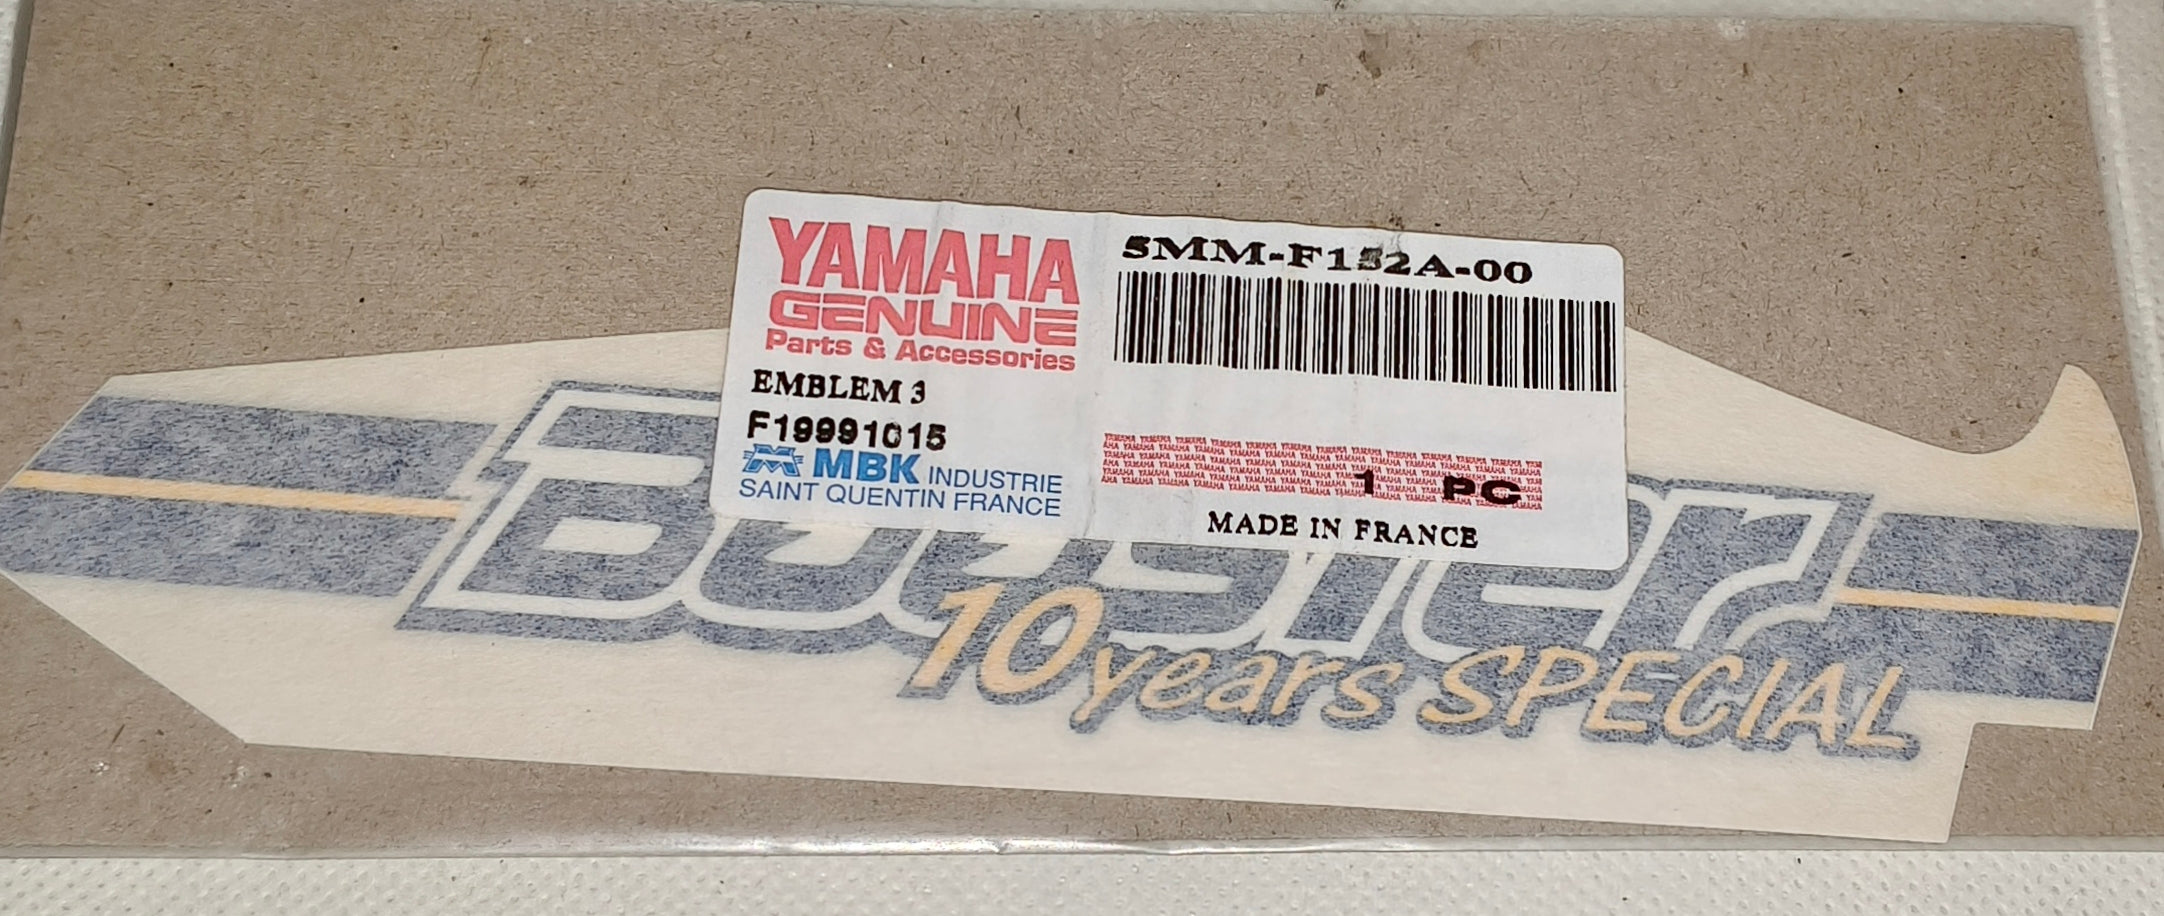 YAMAHA
GENUINE
Parts & Accessories
EMBLEM 3
F19991015
MBK INDUSTRIE
SAINT QUENTIN FRANCE
5MM-F152A-00
1 PC
MADE IN FRANCE
Booster
10 years SPECIAL